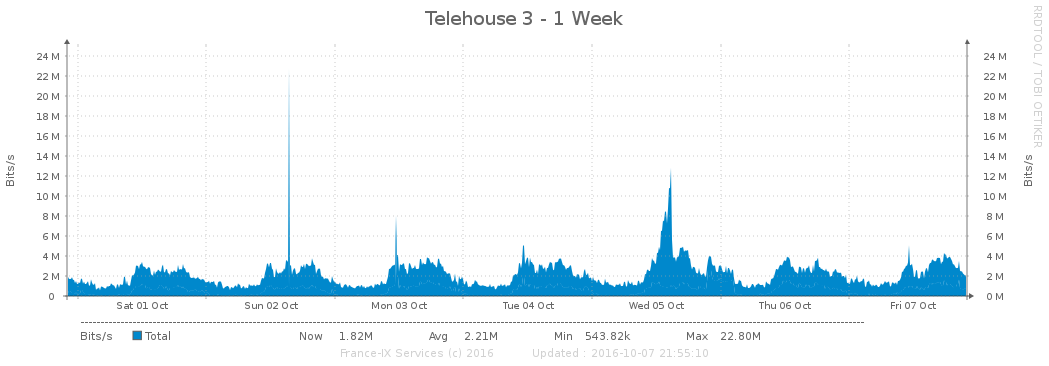 Telehouse 3 - 1 Week
RRDTOOL / TOBI OETIKER
Bits/s
24 M 24 M
22 M 22 M
20 M 20 M
18 M 18 M
16 M 16 M
14 M 14 M
12 M 12 M
10 M 10 M
8 M 8 M
6 M 6 M
4 M 4 M
2 M 2 M
0 0 M
Bits/s
Sat 01 Oct Sun 02 Oct Mon 03 Oct Tue 04 Oct Wed 05 Oct Thu 06 Oct Fri 07 Oct
Bits/s Total Now 1.82M Avg 2.21M Min 543.82k Max 22.80M
France-IX Services (c) 2016 Updated : 2016-10-07 21:55:10